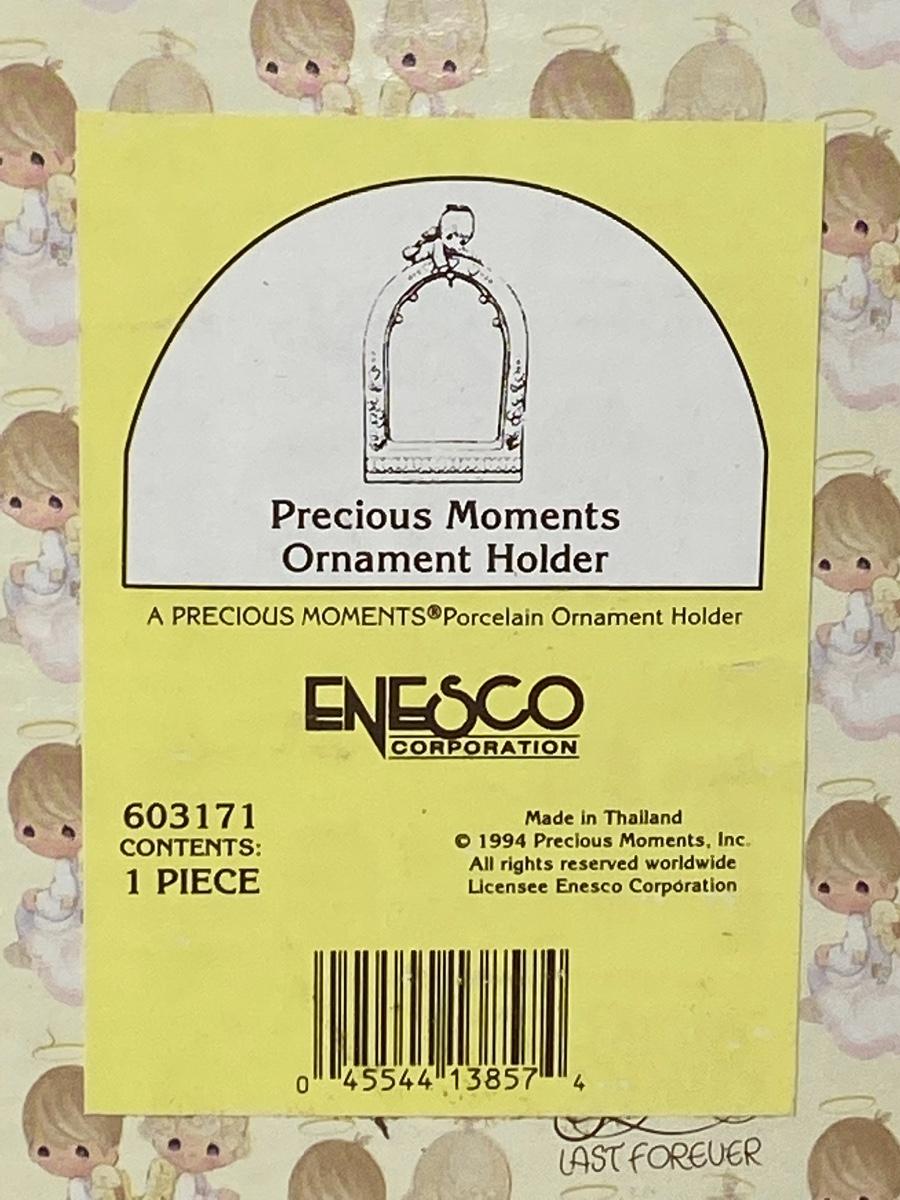 Precious Moments
Ornament Holder
A PRECIOUS MOMENTS® Porcelain Ornament Holder
ENESCO
CORPORATION
603171
CONTENTS:
1 PIECE
Made in Thailand
© 1994 Precious Moments, Inc.
All rights reserved worldwide
Licensee Enesco Corporation
0 45544 13857 4
LAST FOREVER